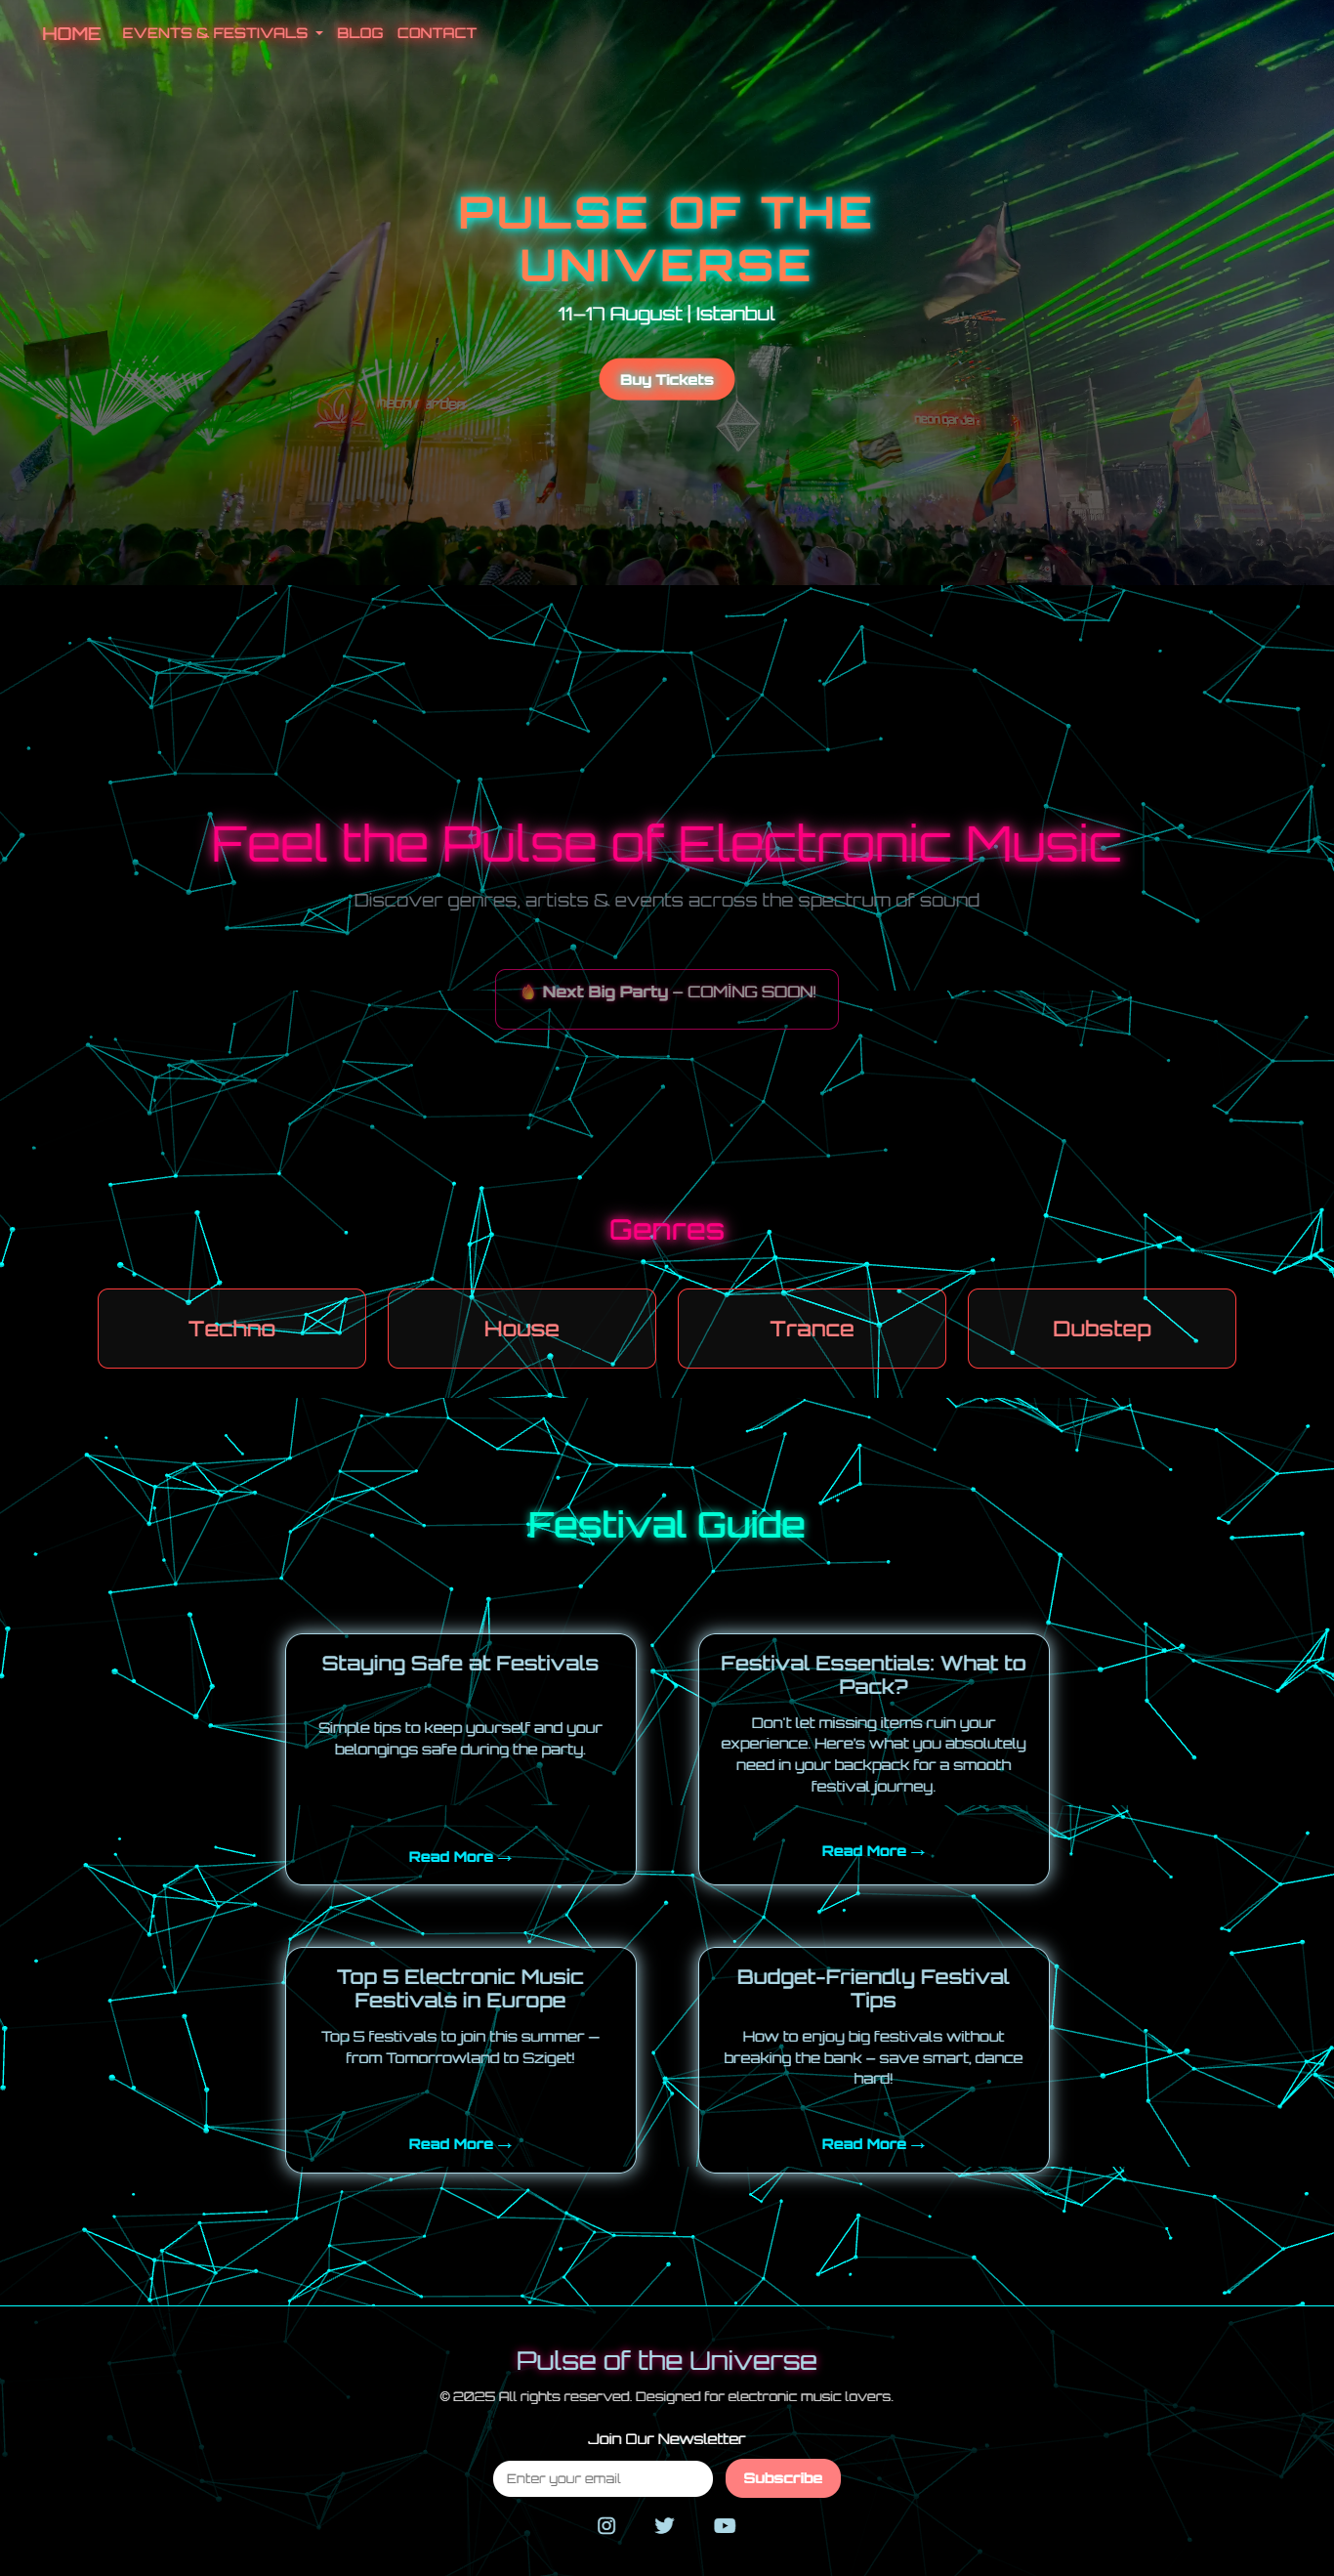 HOME EVENTS & FESTIVALS BLOG CONTACT
PULSE OF THE
UNIVERSE
11–17 August | Istanbul
Buy Tickets
neon garden
neon garden
Feel the Pulse of Electronic Music
Discover genres, artists & events across the spectrum of sound
🔥 Next Big Party – COMİNG SOON!
Genres
Techno
House
Trance
Dubstep
Festival Guide
Staying Safe at Festivals
Simple tips to keep yourself and your
belongings safe during the party.
Read More →
Festival Essentials: What to
Pack?
Don't let missing items ruin your
experience. Here's what you absolutely
need in your backpack for a smooth
festival journey.
Read More →
Top 5 Electronic Music
Festivals in Europe
Top 5 festivals to join this summer —
from Tomorrowland to Sziget!
Read More →
Budget-Friendly Festival
Tips
How to enjoy big festivals without
breaking the bank – save smart, dance
hard!
Read More →
Pulse of the Universe
© 2025 All rights reserved. Designed for electronic music lovers.
Join Our Newsletter
Enter your email
Subscribe